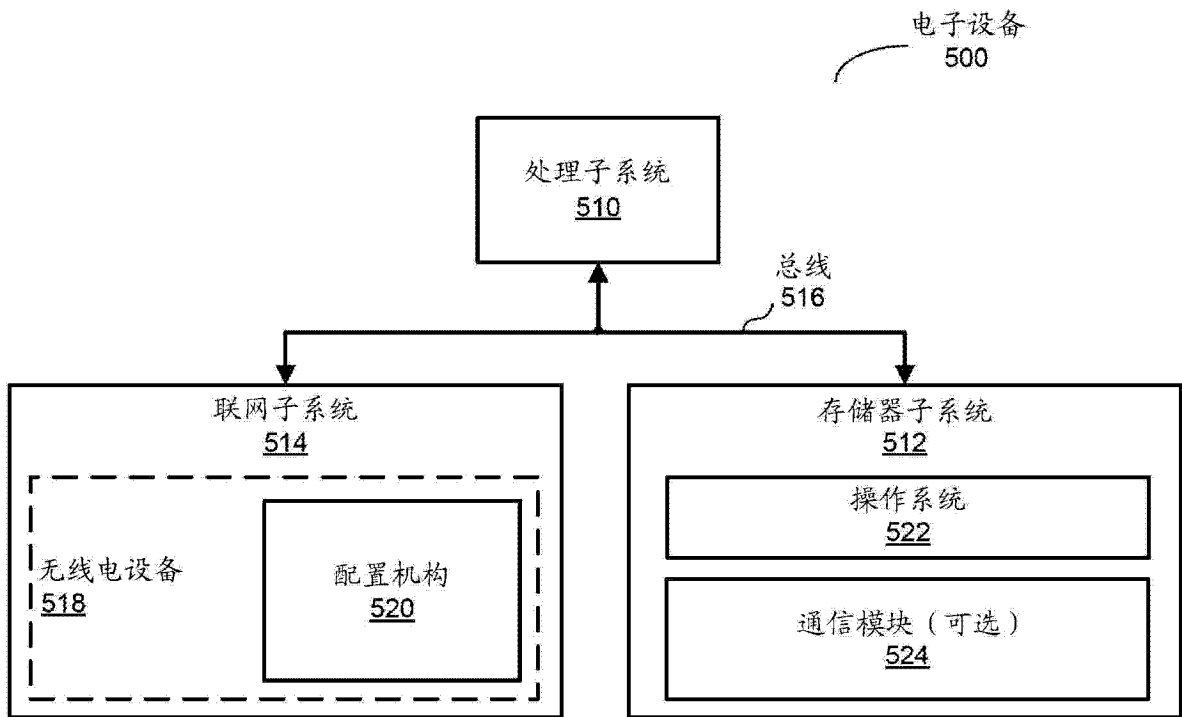 电子设备
500
处理子系统
510
总线
516
联网子系统
514
无线电设备
518
配置机构
520
存储器子系统
512
操作系统
522
通信模块（可选）
524